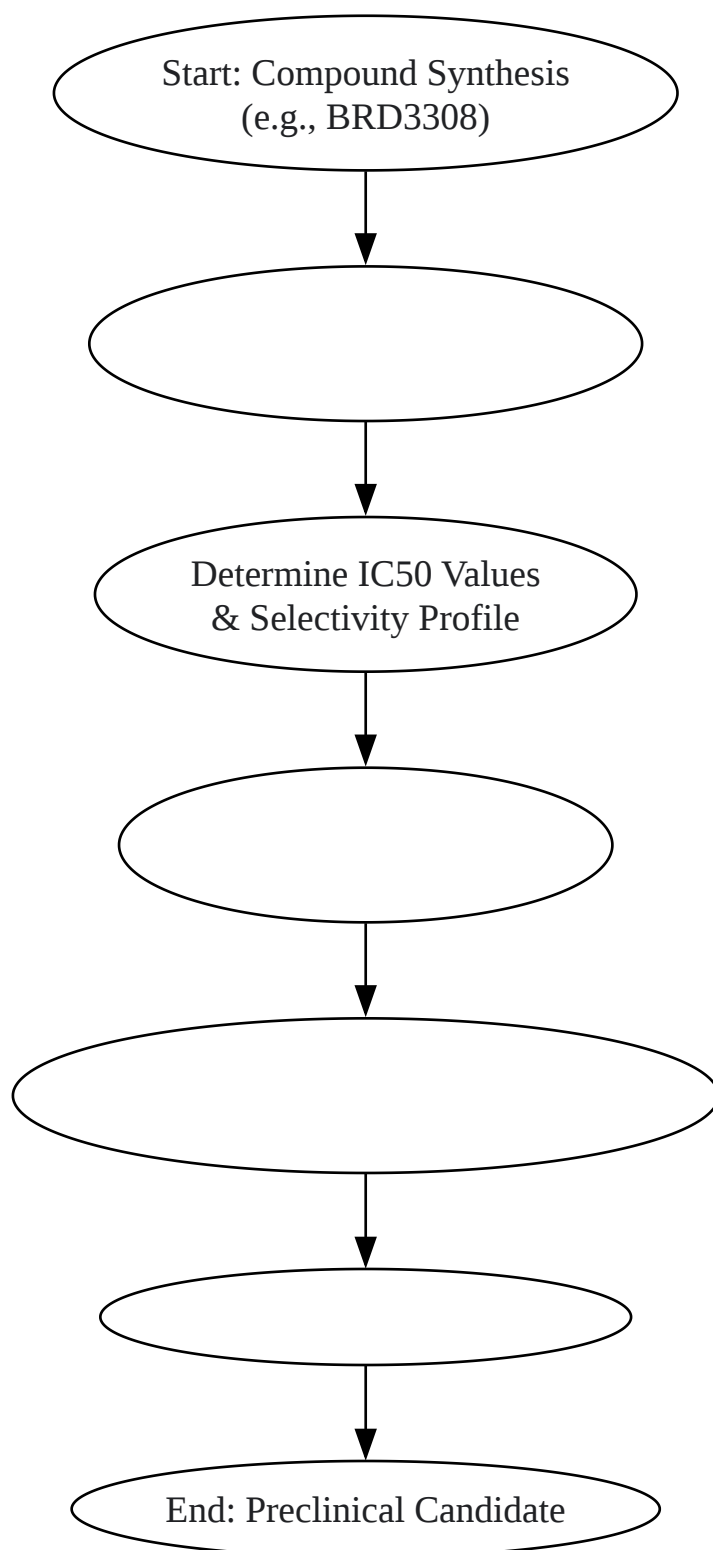 Start: Compound Synthesis
(e.g., BRD3308)
Determine IC50 Values
& Selectivity Profile
End: Preclinical Candidate